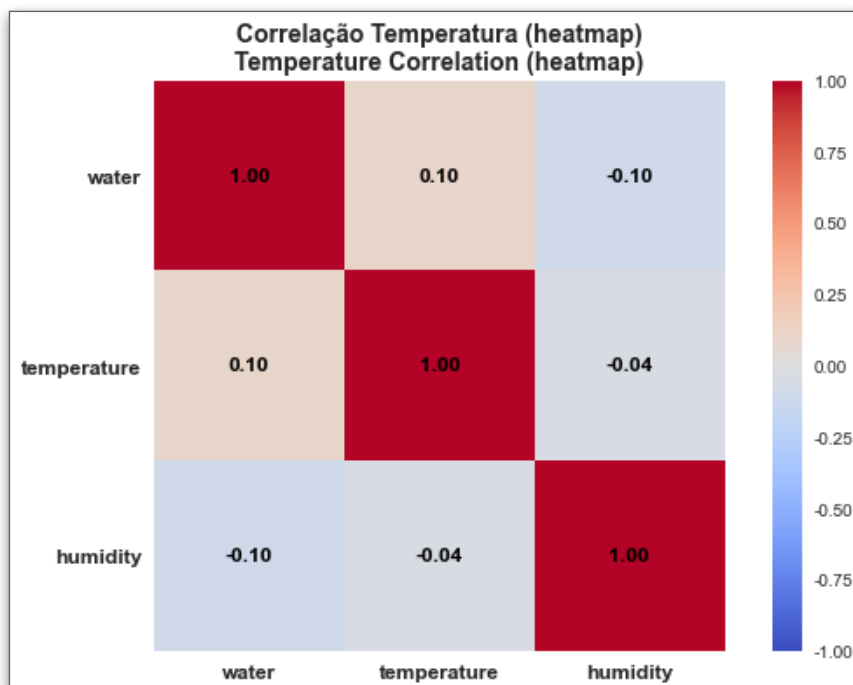 Correlação Temperatura (heatmap)
Temperature Correlation (heatmap)
1.00
water 1.00 0.10 -0.10
0.75
0.50
0.25
temperature 0.10 1.00 -0.04
0.00
-0.25
-0.50
humidity -0.10 -0.04 1.00
-0.75
-1.00
water temperature humidity